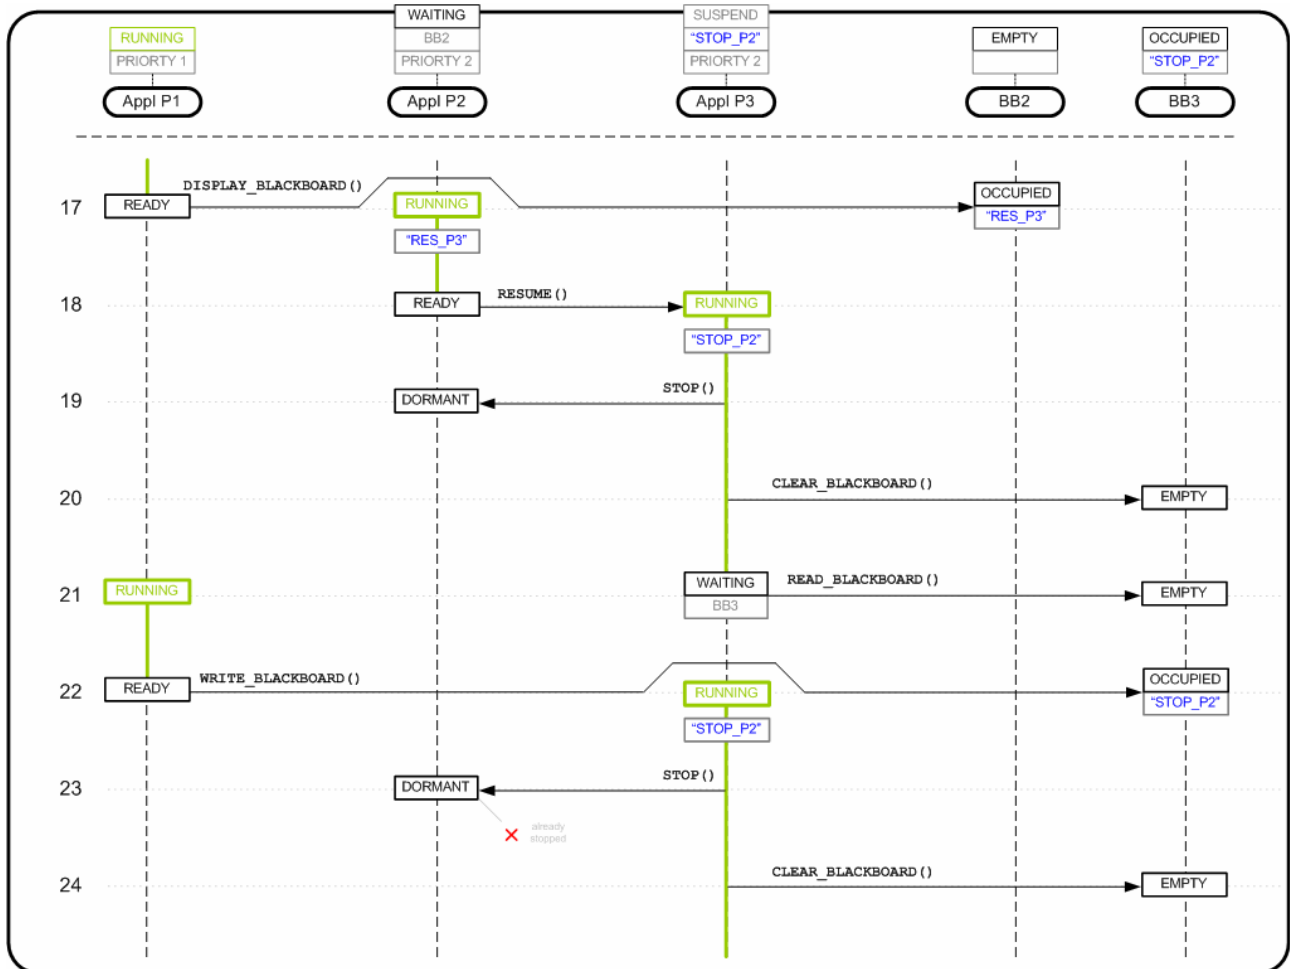 WAITING
SUSPEND
RUNNING
BB2
“STOP_P2”
EMPTY
OCCUPIED
PRIORTY 1
PRIORTY 2
PRIORTY 2
“STOP_P2”
Appl P1
Appl P2
Appl P3
BB2
BB3
DISPLAY_BLACKBOARD()
17
READY
RUNNING
OCCUPIED
“RES_P3”
“RES_P3”
18
READY
RESUME()
RUNNING
“STOP_P2”
19
DORMANT
STOP()
20
CLEAR_BLACKBOARD()
EMPTY
21
RUNNING
WAITING
READ_BLACKBOARD()
EMPTY
BB3
22
READY
WRITE_BLACKBOARD()
RUNNING
OCCUPIED
“STOP_P2”
“STOP_P2”
23
DORMANT
STOP()
already
stopped
24
CLEAR_BLACKBOARD()
EMPTY